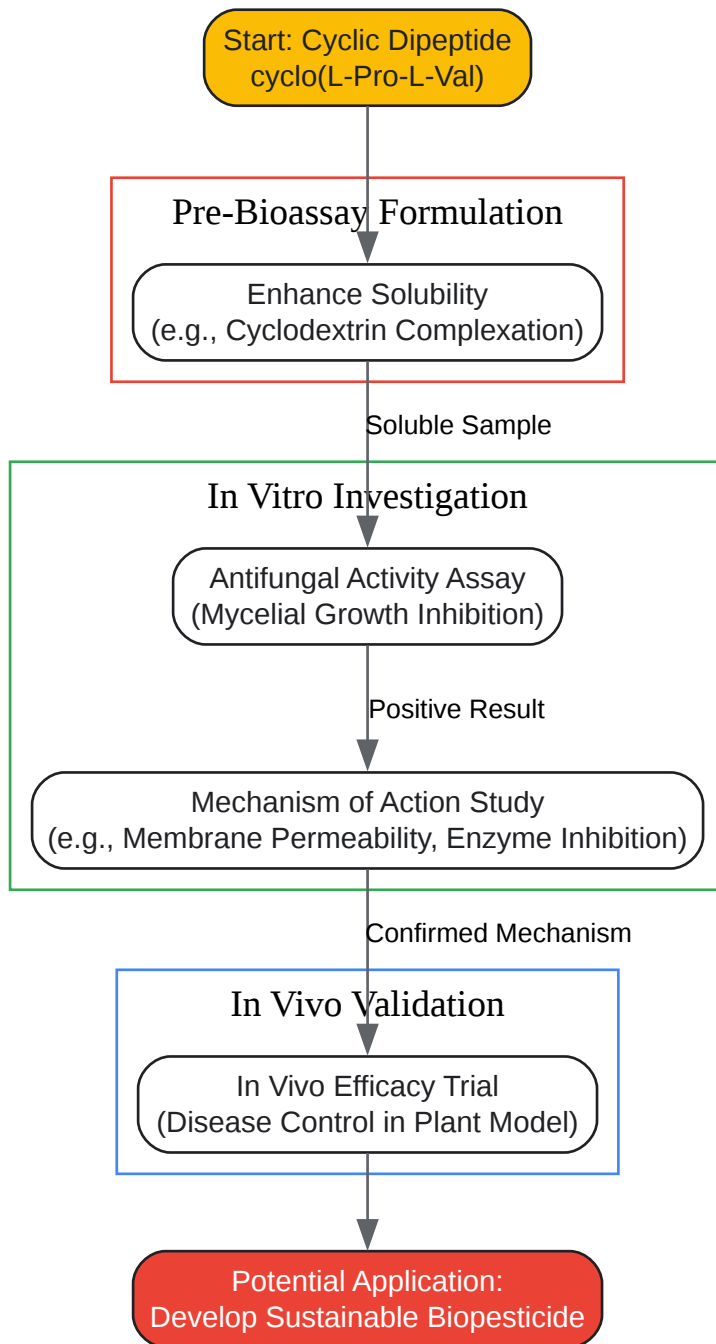 Start: Cyclic Dipeptide
cyclo(L-Pro-L-Val)
Pre-Bioassay Formulation
Enhance Solubility
(e.g., Cyclodextrin Complexation)
Soluble Sample
In Vitro Investigation
Antifungal Activity Assay
(Mycelial Growth Inhibition)
Positive Result
Mechanism of Action Study
(e.g., Membrane Permeability, Enzyme Inhibition)
Confirmed Mechanism
In Vivo Validation
In Vivo Efficacy Trial
(Disease Control in Plant Model)
Potential Application:
Develop Sustainable Biopesticide